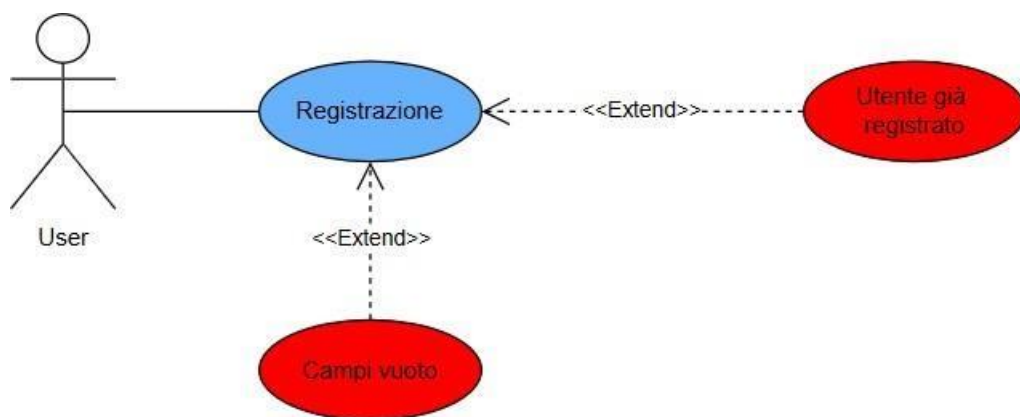 Registrazione
<<Extend>>
Utente già
registrato
User
<<Extend>>
Campi vuoto